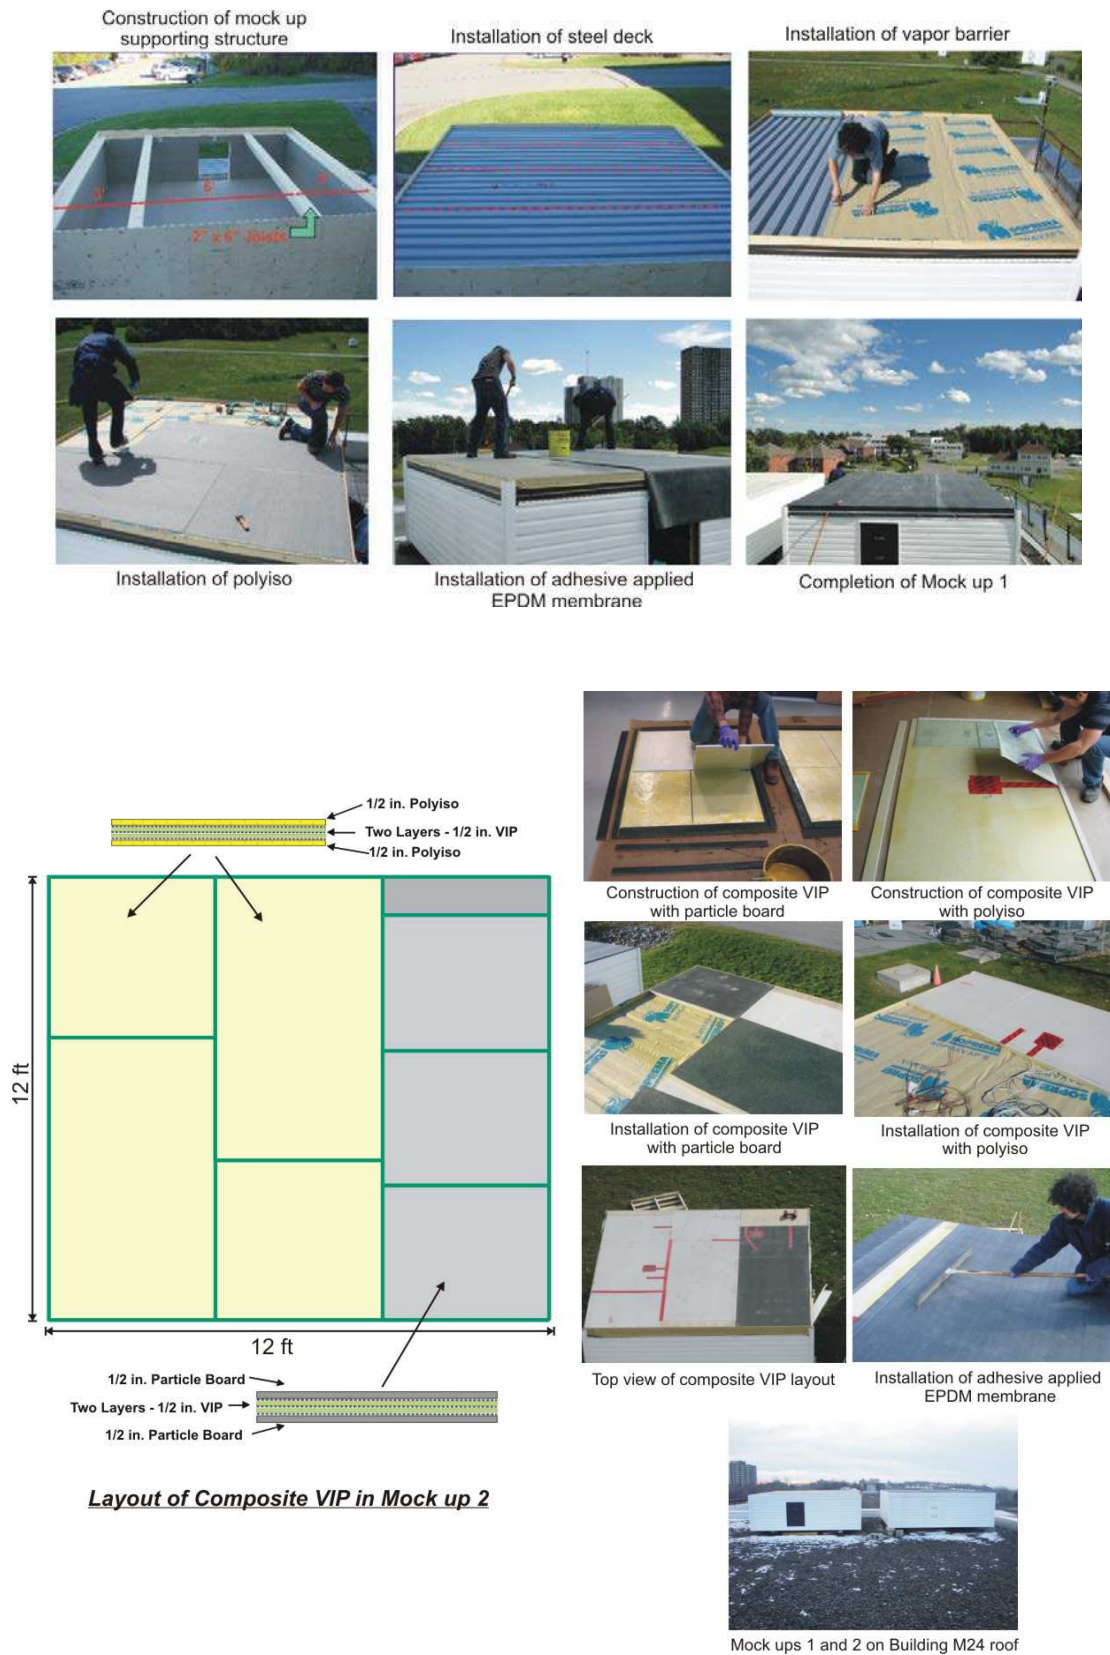 Construction of mock up
supporting structure
Installation of steel deck
Installation of vapor barrier
3'
6'
3'
2" x 6" Joists
SOPREMA
Installation of polyiso
Installation of adhesive applied
EPDM membrane
Completion of Mock up 1
1/2 in. Polyiso
Two Layers - 1/2 in. VIP
1/2 in. Polyiso
12 ft
12 ft
1/2 in. Particle Board
Two Layers - 1/2 in. VIP
1/2 in. Particle Board
Layout of Composite VIP in Mock up 2
Construction of composite VIP
with particle board
Construction of composite VIP
with polyiso
SOPREMA
SOPREMA
Installation of composite VIP
with particle board
Installation of composite VIP
with polyiso
Top view of composite VIP layout
Installation of adhesive applied
EPDM membrane
Mock ups 1 and 2 on Building M24 roof